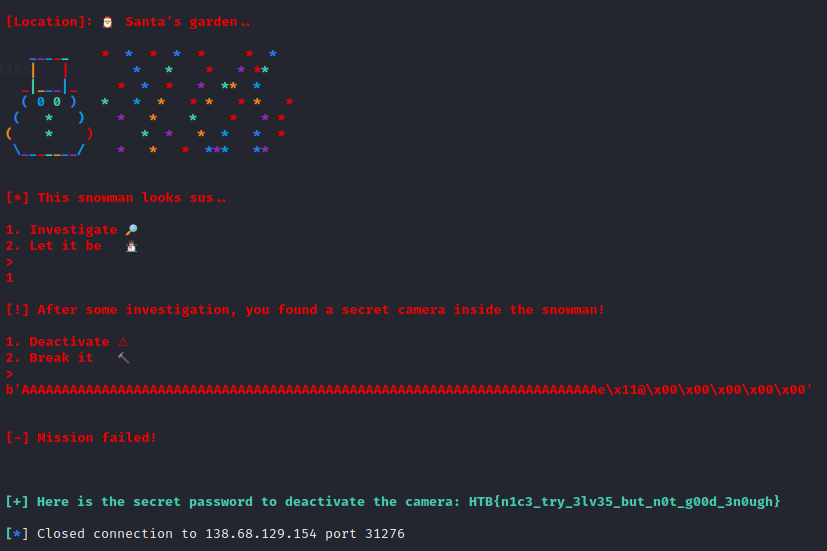 [Location]: 🎅 Santa's garden..
0 0
[*] This snowman looks sus..
1. Investigate 🔎
2. Let it be ⛄
>
1
[!] After some investigation, you found a secret camera inside the snowman!
1. Deactivate ⚠
2. Break it 🔨
>
b'AAAAAAAAAAAAAAAAAAAAAAAAAAAAAAAAAAAAAAAAAAAAAAAAAAAAAAAAAAAAAAAAAAAAAAAAe\x11@\x00\x00\x00\x00\x00'
[-] Mission failed!
[+] Here is the secret password to deactivate the camera: HTB{n1c3_try_3lv35_but_n0t_g00d_3n0ugh}
[*] Closed connection to 138.68.129.154 port 31276